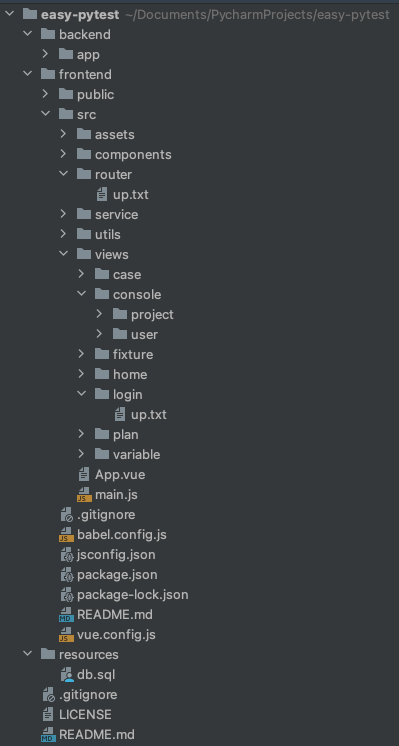 easy-pytest ~/Documents/PycharmProjects/easy-pytest
backend
app
frontend
public
src
assets
components
router
up.txt
service
utils
views
case
console
project
user
fixture
home
login
up.txt
plan
variable
App.vue
main.js
.gitignore
babel.config.js
jsconfig.json
package.json
package-lock.json
README.md
vue.config.js
resources
db.sql
.gitignore
LICENSE
README.md